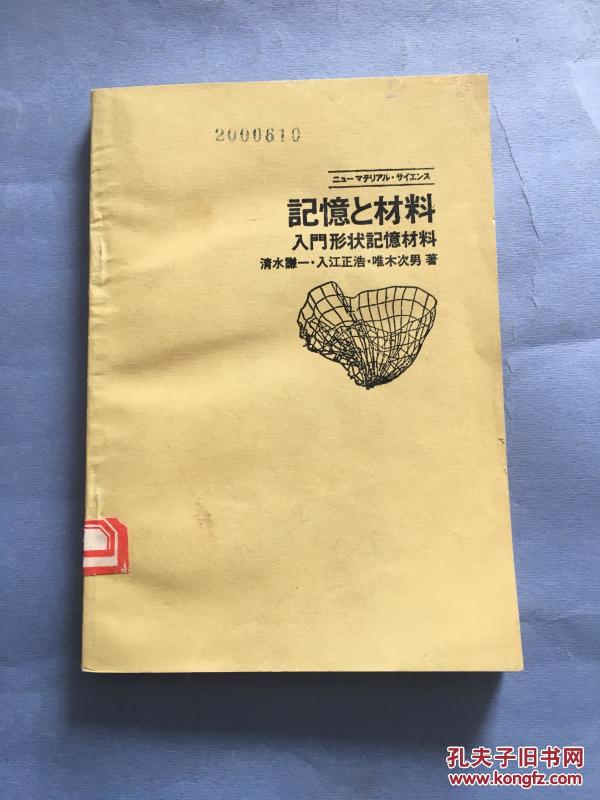 2000610
ニューマテリアル・サイエンス
記憶と材料
入門形状記憶材料
清水謙一・入江正浩・唯木次男 著
孔夫子旧书网
www.kongfz.com